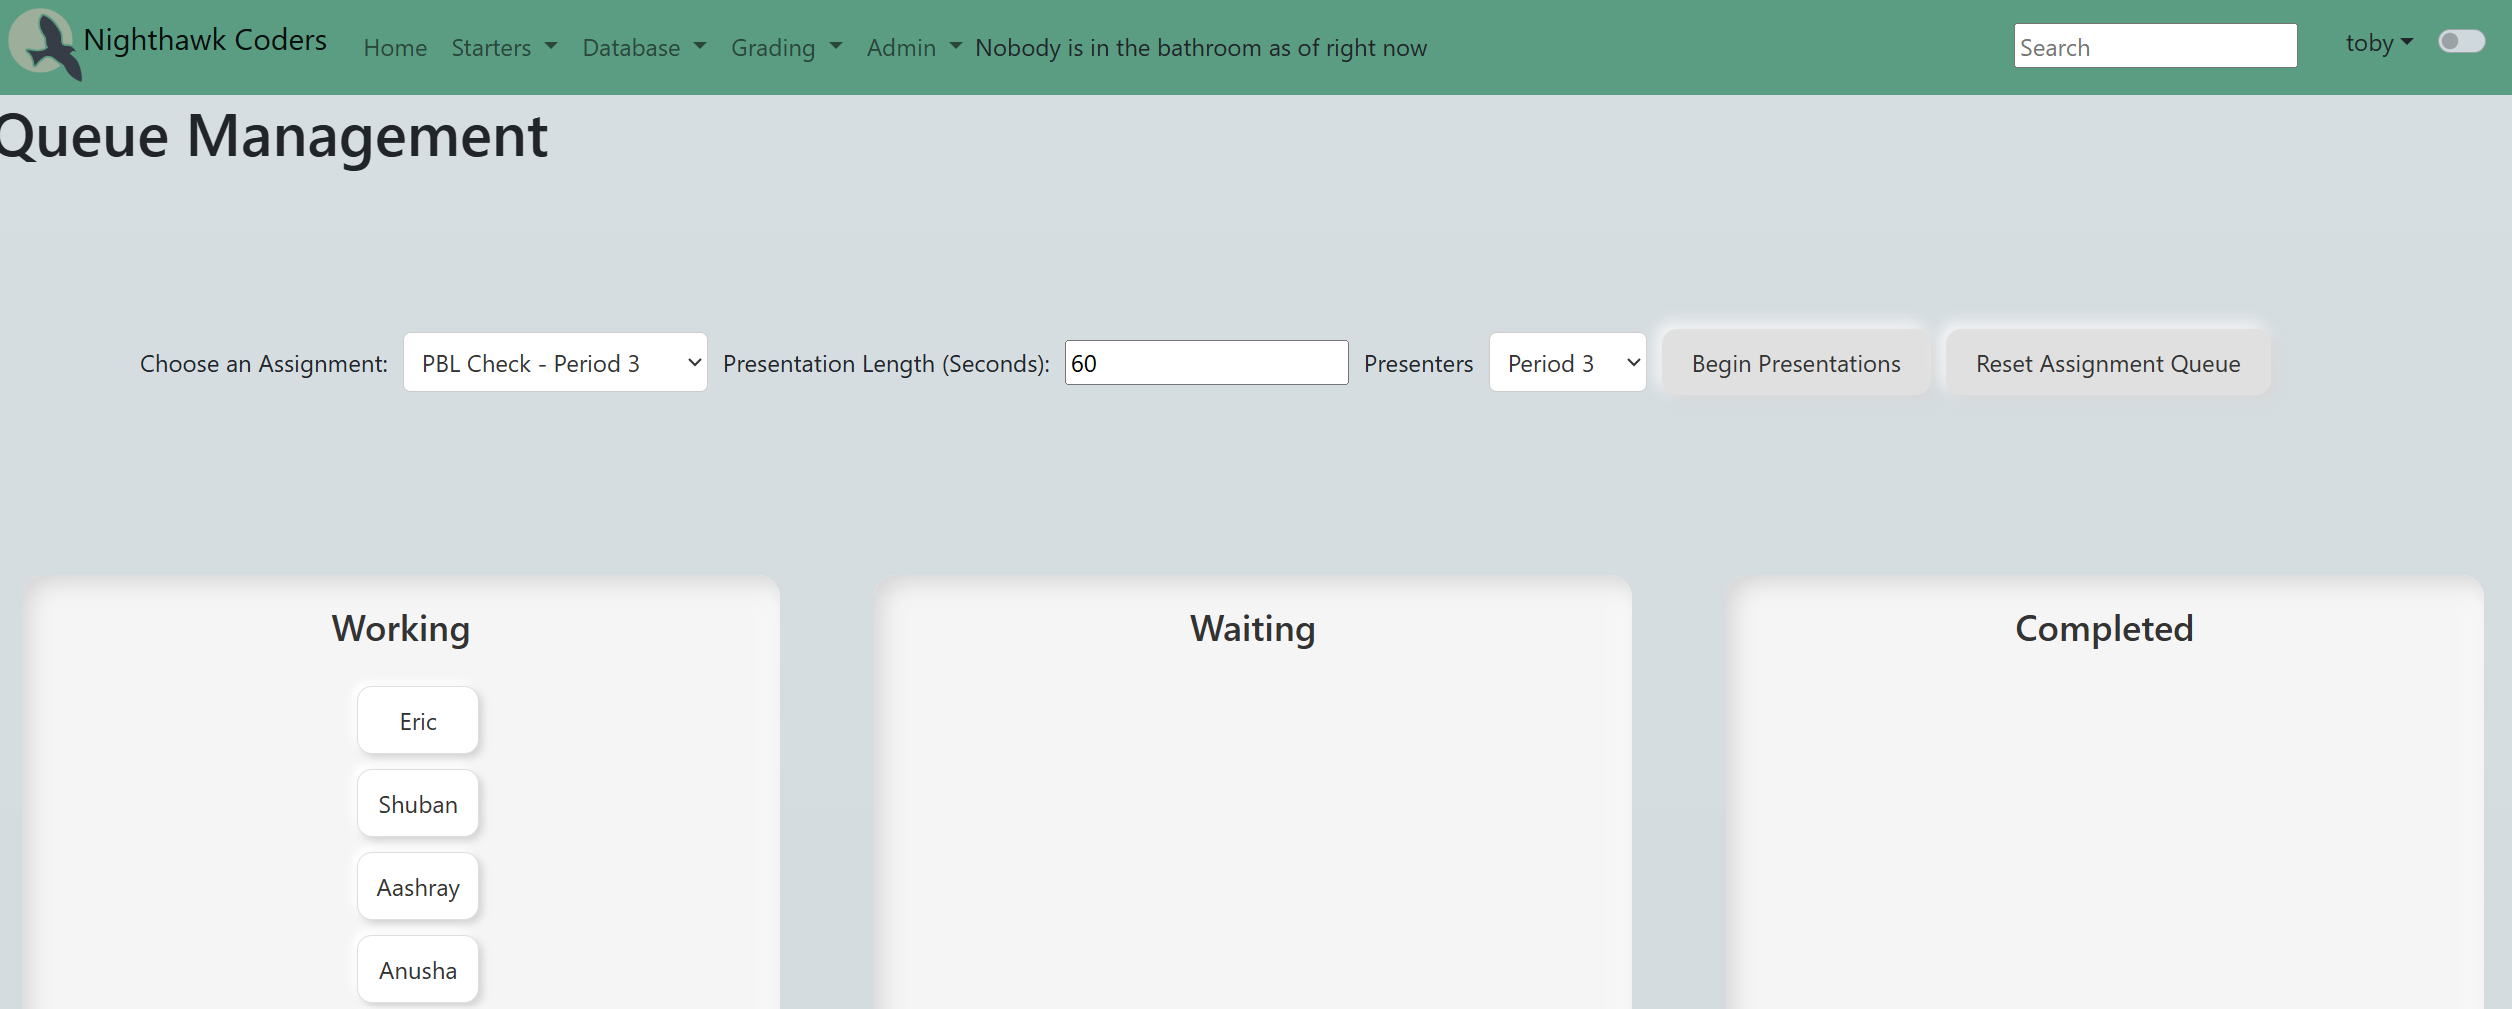 Nighthawk Coders Home Starters Database Grading Admin Nobody is in the bathroom as of right now Search toby
Queue Management
Choose an Assignment: PBL Check - Period 3 Presentation Length (Seconds): 60 Presenters Period 3 Begin Presentations Reset Assignment Queue
Working
Eric
Shuban
Aashray
Anusha
Waiting
Completed